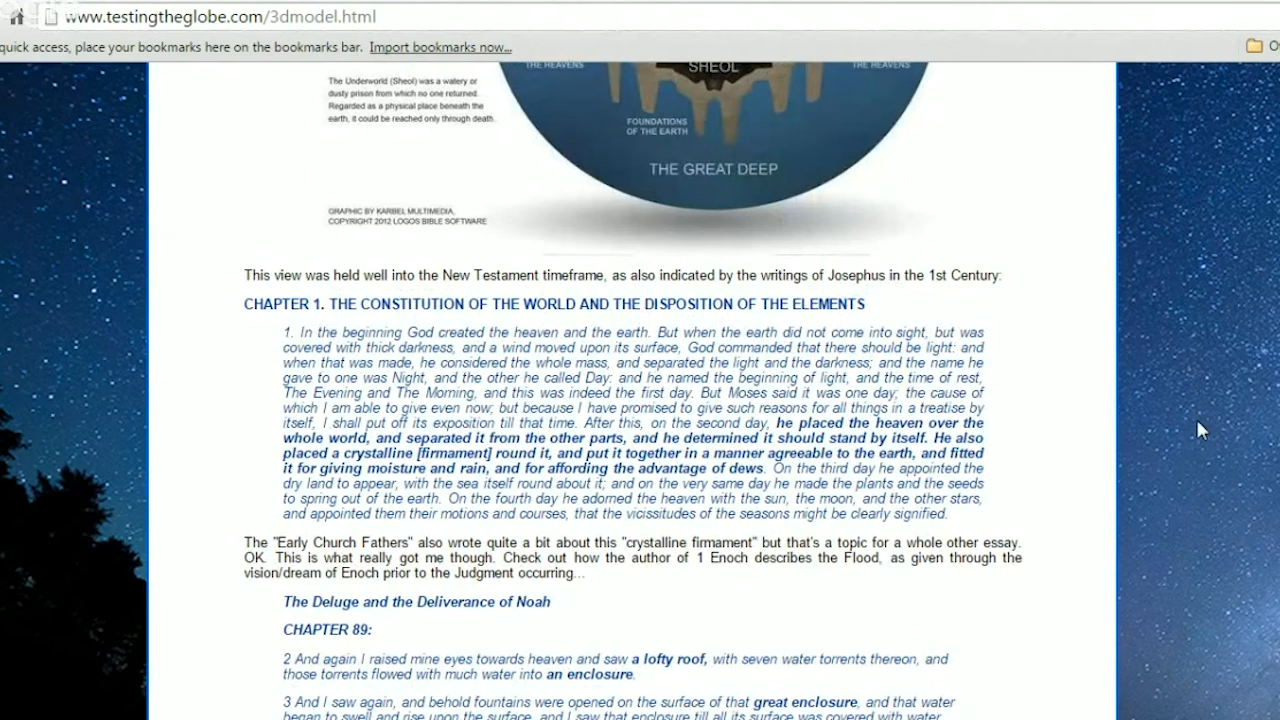 www.testingtheglobe.com/3dmodel.html
quick access, place your bookmarks here on the bookmarks bar. Import bookmarks now...
THE HEAVENS
SHEOL
THE HEAVENS
The Underworld (Sheol) was a watery or
dusty prison from which no one returned.
Regarded as a physical place beneath the
earth, it could be reached only through death.
FOUNDATIONS
OF THE EARTH
THE GREAT DEEP
GRAPHIC BY KARBEL MULTIMEDIA,
COPYRIGHT 2012 LOGOS BIBLE SOFTWARE
This view was held well into the New Testament timeframe, as also indicated by the writings of Josephus in the 1st Century:
CHAPTER 1. THE CONSTITUTION OF THE WORLD AND THE DISPOSITION OF THE ELEMENTS
1. In the beginning God created the heaven and the earth. But when the earth did not come into sight, but was
covered with thick darkness, and a wind moved upon its surface, God commanded that there should be light: and
when that was made, he considered the whole mass, and separated the light and the darkness; and the name he
gave to one was Night, and the other he called Day: and he named the beginning of light, and the time of rest,
The Evening and The Morning, and this was indeed the first day. But Moses said it was one day; the cause of
which I am able to give even now; but because I have promised to give such reasons for all things in a treatise by
itself, I shall put off its exposition till that time. After this, on the second day, he placed the heaven over the
whole world, and separated it from the other parts, and he determined it should stand by itself. He also
placed a crystalline [firmament] round it, and put it together in a manner agreeable to the earth, and fitted
it for giving moisture and rain, and for affording the advantage of dews. On the third day he appointed the
dry land to appear, with the sea itself round about it; and on the very same day he made the plants and the seeds
to spring out of the earth. On the fourth day he adorned the heaven with the sun, the moon, and the other stars,
and appointed them their motions and courses, that the vicissitudes of the seasons might be clearly signified.
The "Early Church Fathers" also wrote quite a bit about this "crystalline firmament" but that's a topic for a whole other essay.
OK. This is what really got me though. Check out how the author of 1 Enoch describes the Flood, as given through the
vision/dream of Enoch prior to the Judgment occurring...
The Deluge and the Deliverance of Noah
CHAPTER 89:
2 And again I raised mine eyes towards heaven and saw a lofty roof, with seven water torrents thereon, and
those torrents flowed with much water into an enclosure.
3 And I saw again, and behold fountains were opened on the surface of that great enclosure, and that water
began to swell and rise upon the surface, and I saw that enclosure till all its surface was covered with water.